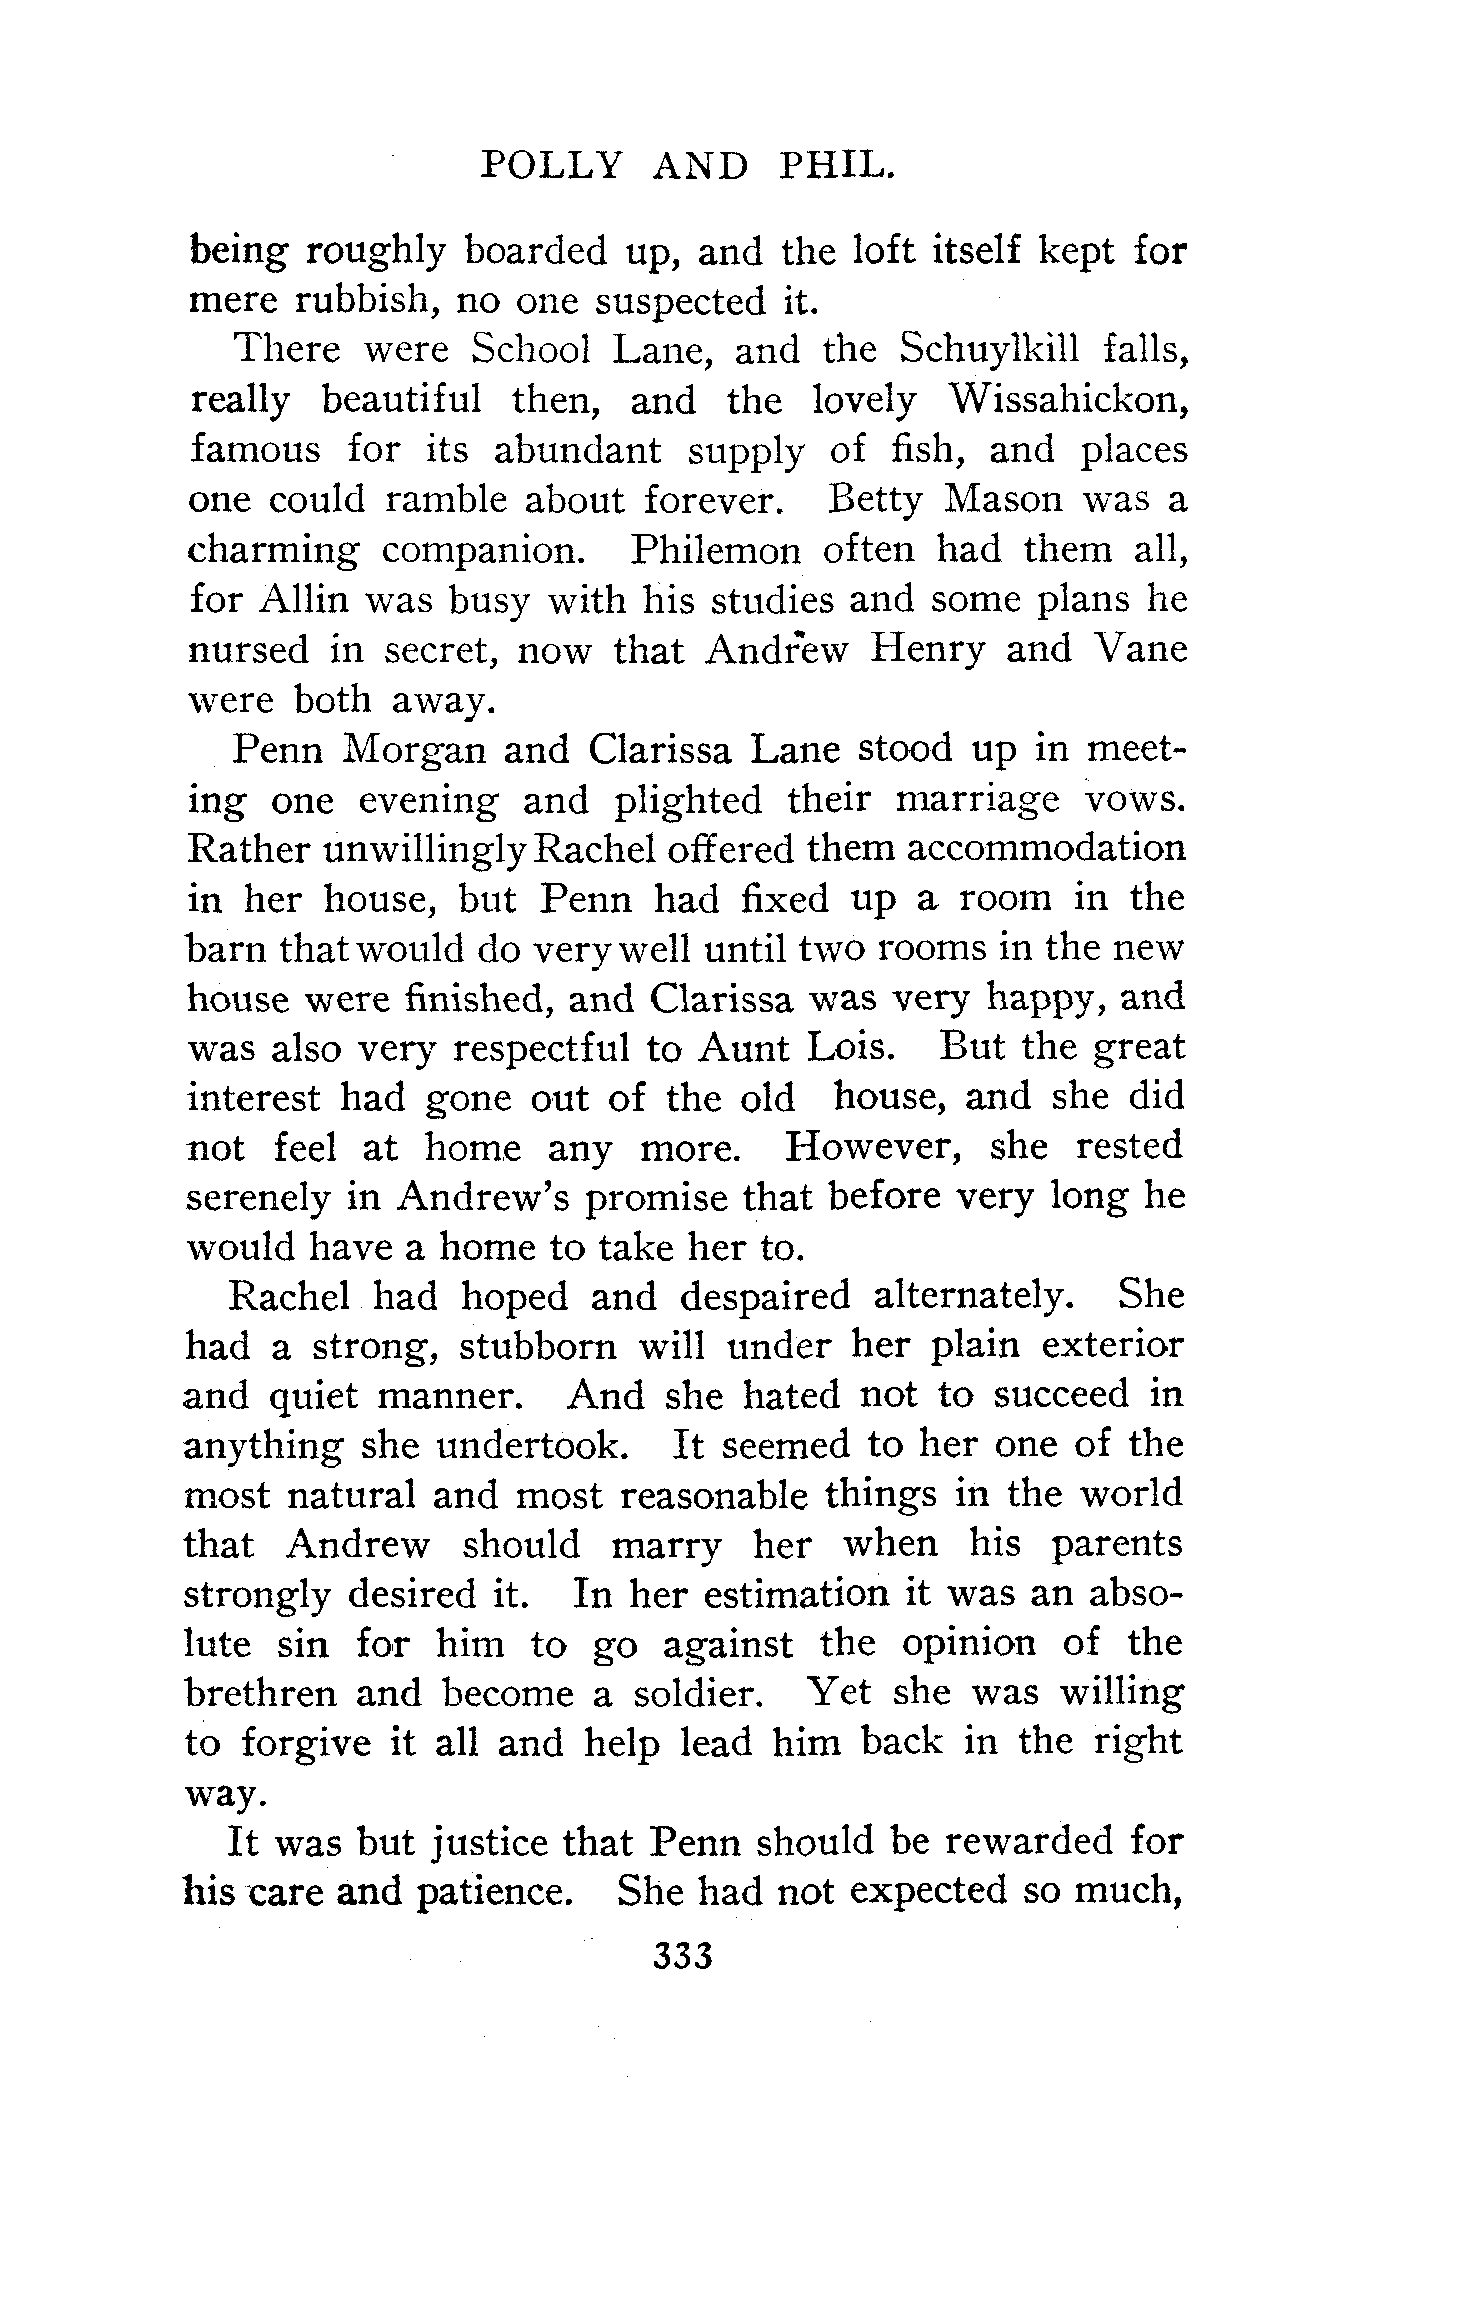 POLLY AND PHIL.
being roughly boarded up, and the loft itself kept for
mere rubbish, no one suspected it.
There were School Lane, and the Schuylkill falls,
really beautiful then, and the lovely Wissahickon,
famous for its abundant supply of fish, and places
one could ramble about forever. Betty Mason was a
charming companion. Philemon often had them all,
for Allin was busy with his studies and some plans he
nursed in secret, now that Andrew Henry and Vane
were both away.
Penn Morgan and Clarissa Lane stood up in meet-
ing one evening and plighted their marriage vows.
Rather unwillingly Rachel offered them accommodation
in her house, but Penn had fixed up a room in the
barn that would do very well until two rooms in the new
house were finished, and Clarissa was very happy, and
was also very respectful to Aunt Lois. But the great
interest had gone out of the old house, and she did
not feel at home any more. However, she rested
serenely in Andrew's promise that before very long he
would have a home to take her to.
Rachel had hoped and despaired alternately. She
had a strong, stubborn will under her plain exterior
and quiet manner. And she hated not to succeed in
anything she undertook. It seemed to her one of the
most natural and most reasonable things in the world
that Andrew should marry her when his parents
strongly desired it. In her estimation it was an abso-
lute sin for him to go against the opinion of the
brethren and become a soldier. Yet she was willing
to forgive it all and help lead him back in the right
way.
It was but justice that Penn should be rewarded for
his care and patience. She had not expected so much,
333